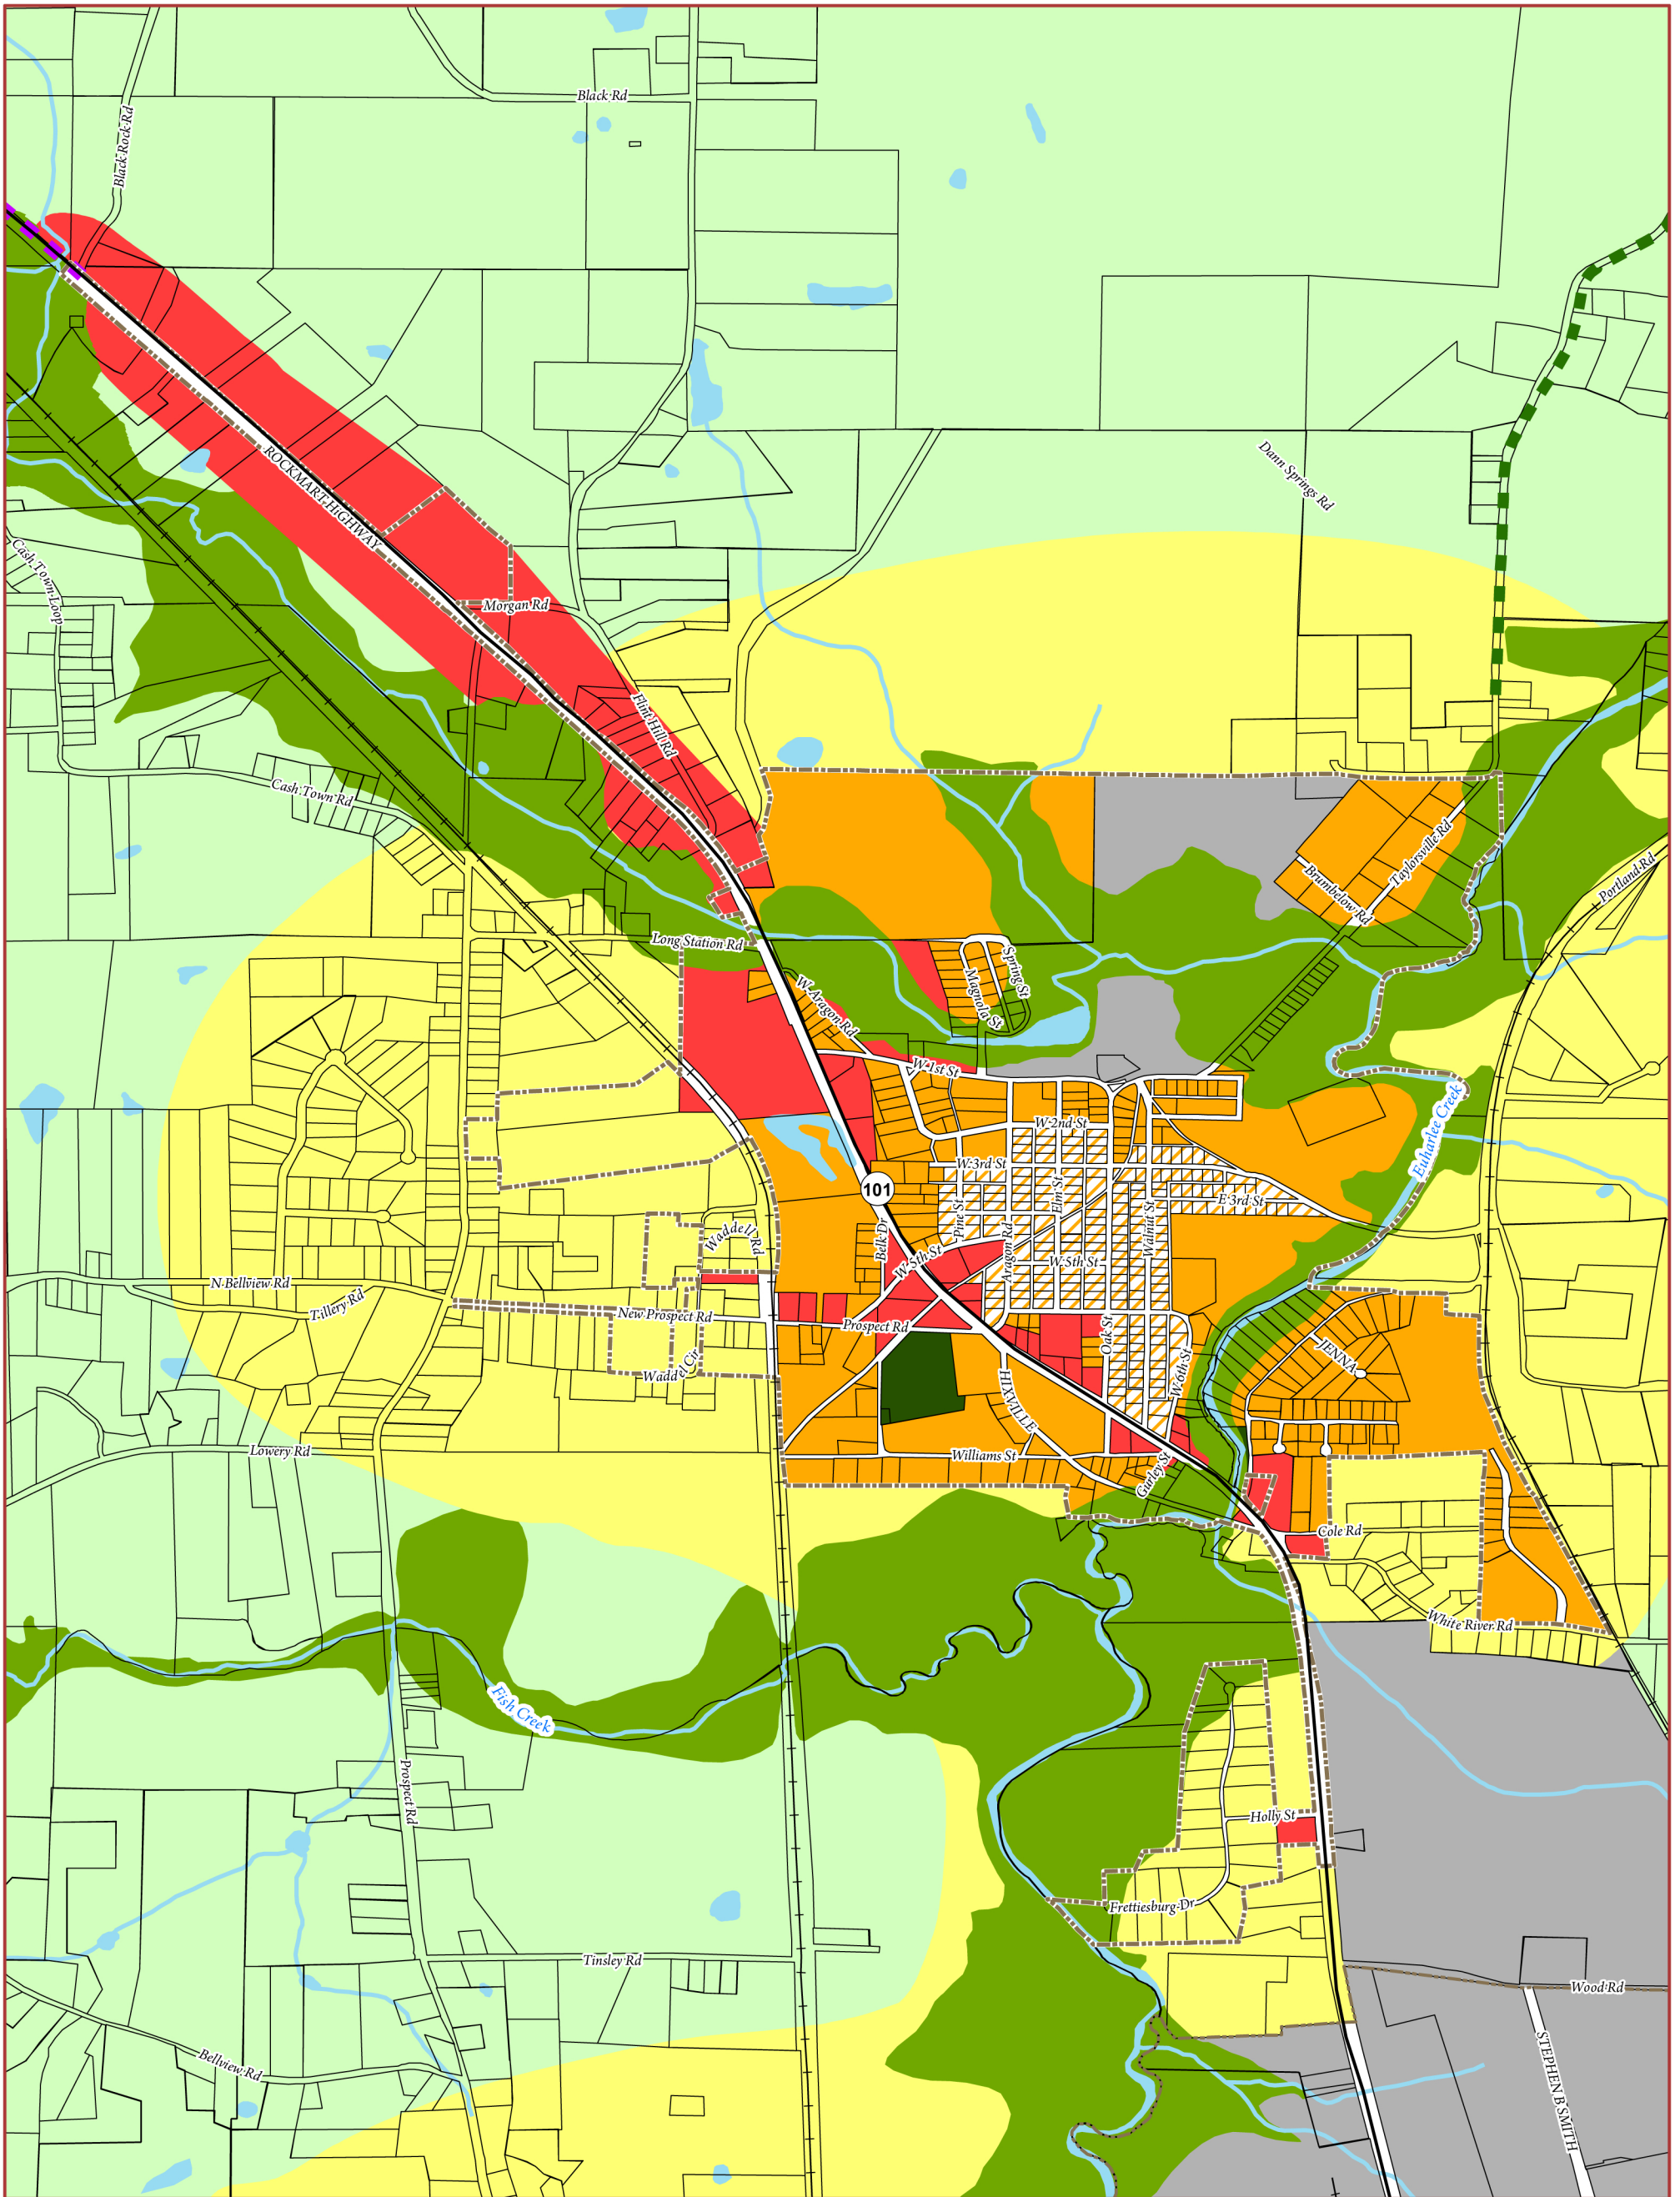 Black Rd
Black Rock Rd
ROCKMART HIGHWAY
Dann Springs Rd
Cash Town Loop
Morgan Rd
Flint Hill Rd
Cash Town Rd
Taylorsville Rd
Brumbelow Rd
Portland Rd
Long Station Rd
Spring St
Magnola St
W Aragon Rd
W 1st St
W 2nd St
Euharlee Creek
W 3rd St
101
Pine St
Elm St
E 3rd St
Waddell Rd
Belk Dr
W 5th St
Aragon Rd
W 5th St
Walnut St
N Bellview Rd
Tillery Rd
New Prospect Rd
Prospect Rd
Oak St
JENNA
Waddel Cir
HIXVILLE
W 6th St
Lowery Rd
Williams St
Gurley St
Cole Rd
White River Rd
Fish Creek
Prospect Rd
Holly St
Frettiesburg Dr
Tinsley Rd
Wood Rd
Bellview Rd
STEPHEN B SMITH